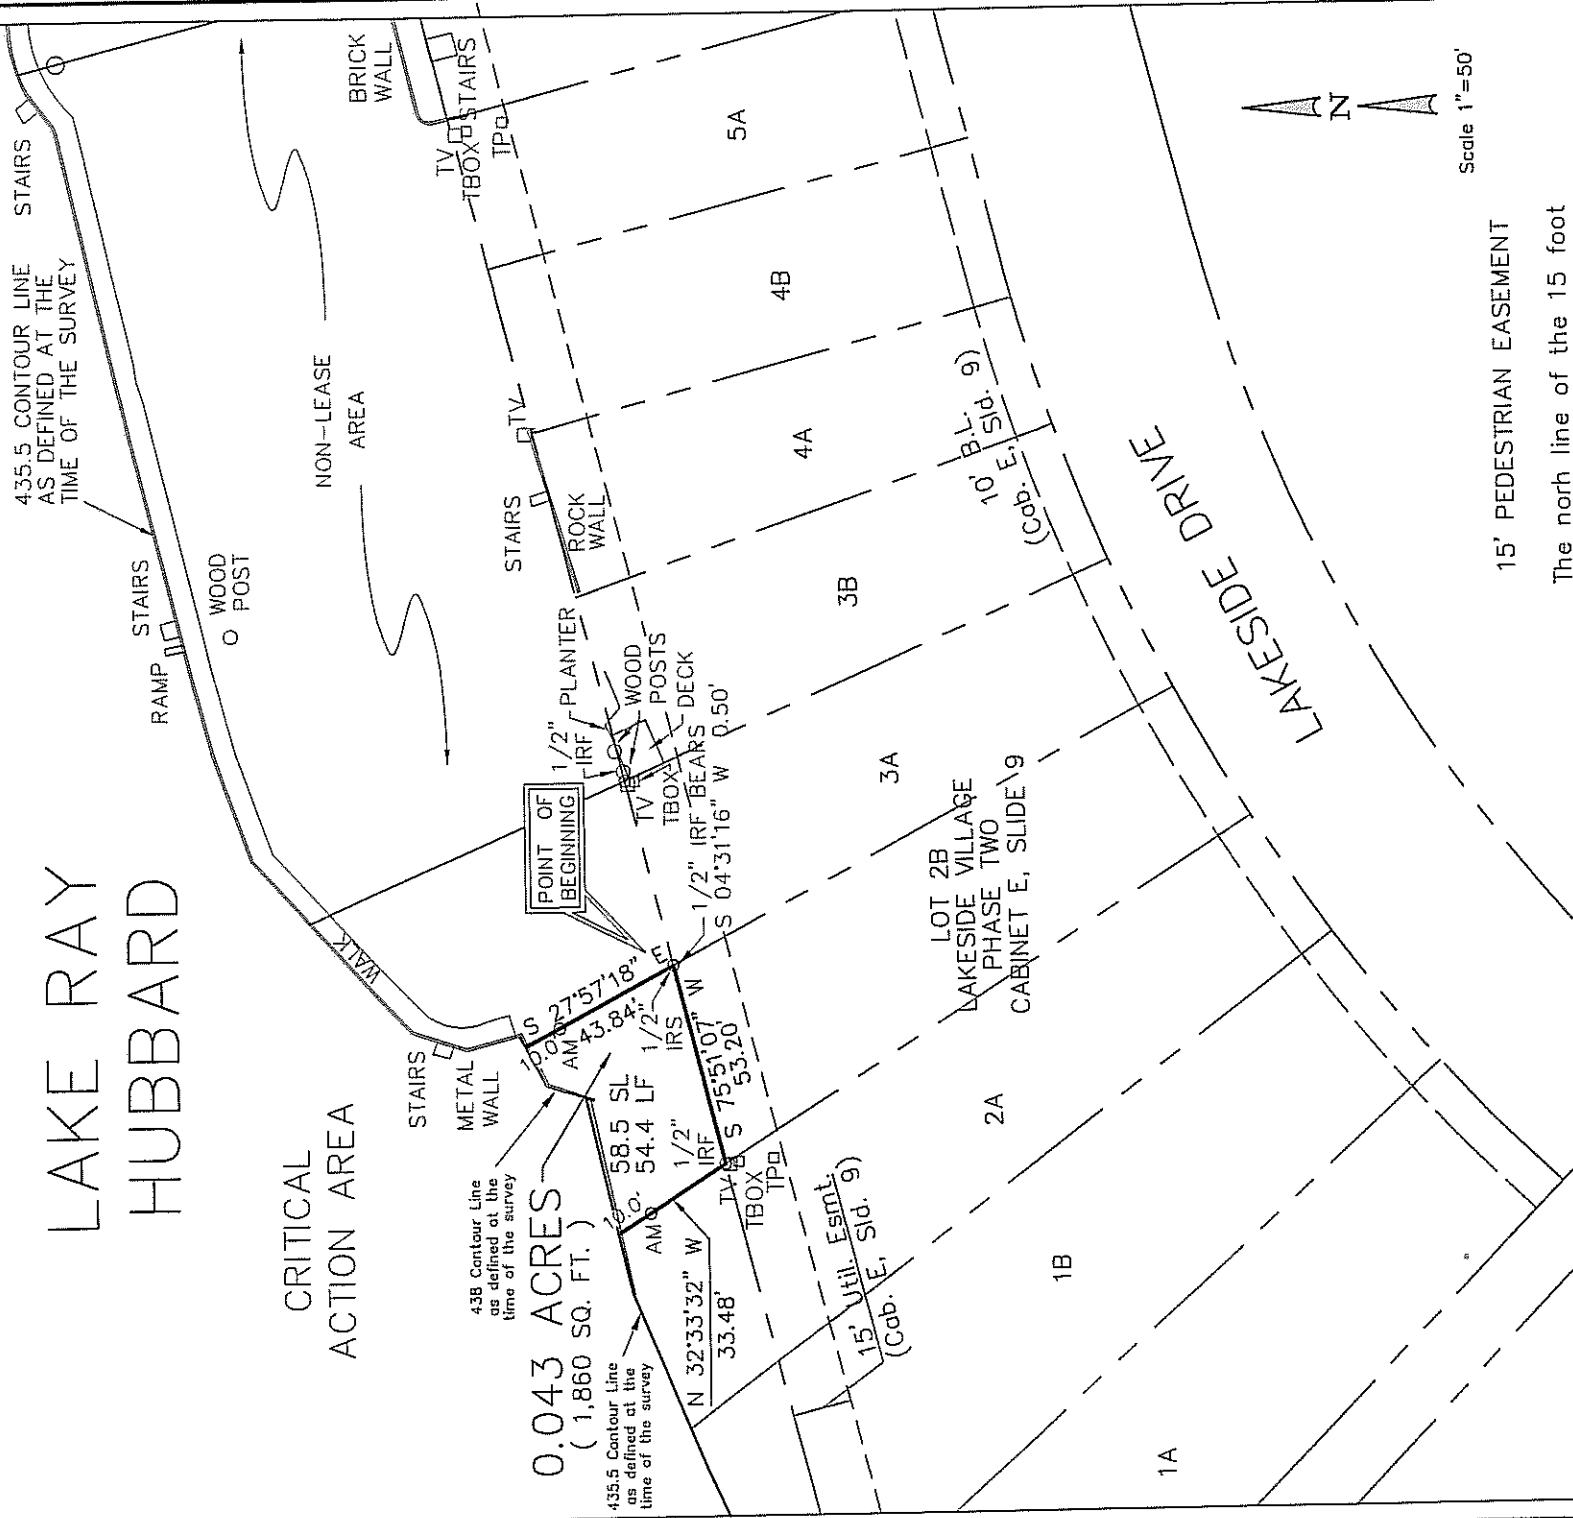 LAKE RAY
HUBBARD
CRITICAL
ACTION AREA
STAIRS
435.5 CONTOUR LINE
AS DEFINED AT THE
TIME OF THE SURVEY
BRICK
WALL
NON-LEASE
AREA
STAIRS
RAMP
WOOD
POST
TV
TBOX
STAIRS
TP
5A
4B
TV
STAIRS
ROCK
WALL
4A
3B
1/2"
IRF
PLANTER
WOOD
POSTS
DECK
TV
TBOX
POINT OF
BEGINNING
1/2" IRF BEARS
S 04°31'16" W 0.50'
3A
WALK
STAIRS
METAL
WALL
438 Contour Line
as defined at the
time of the survey
0.043 ACRES
( 1,860 SQ. FT. )
435.5 Contour Line
as defined at the
time of the survey
10.0'
AM
S 27°57'18" E
43.84'
1/2"
IRS
58.5 SL
54.4 LF
1/2"
IRF
S 75°51'07" W
53.20'
10.0.
AM
N 32°33'32" W
33.48'
TV
TBOX
TP
15' Util. Esmt.
(Cab. E, Sld. 9)
LOT 2B
LAKESIDE VILLAGE
PHASE TWO
CABINET E, SLIDE 9
2A
1B
1A
10' B.L.
(Cab. E, Sld. 9)
LAKESIDE DRIVE
N
Scale 1"=50'
15' PEDESTRIAN EASEMENT
The norh line of the 15 foot